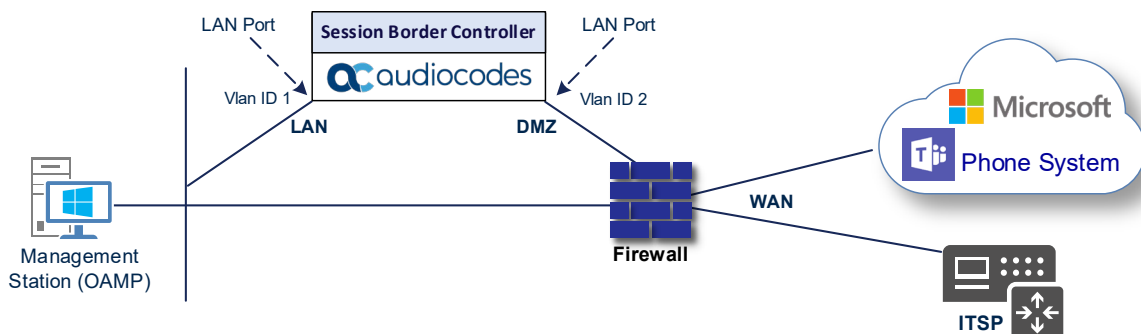 LAN Port
Session Border Controller
LAN Port
audiocodes
Vlan ID 1
Vlan ID 2
LAN
DMZ
Microsoft
Phone System
WAN
Firewall
Management
Station (OAMP)
ITSP